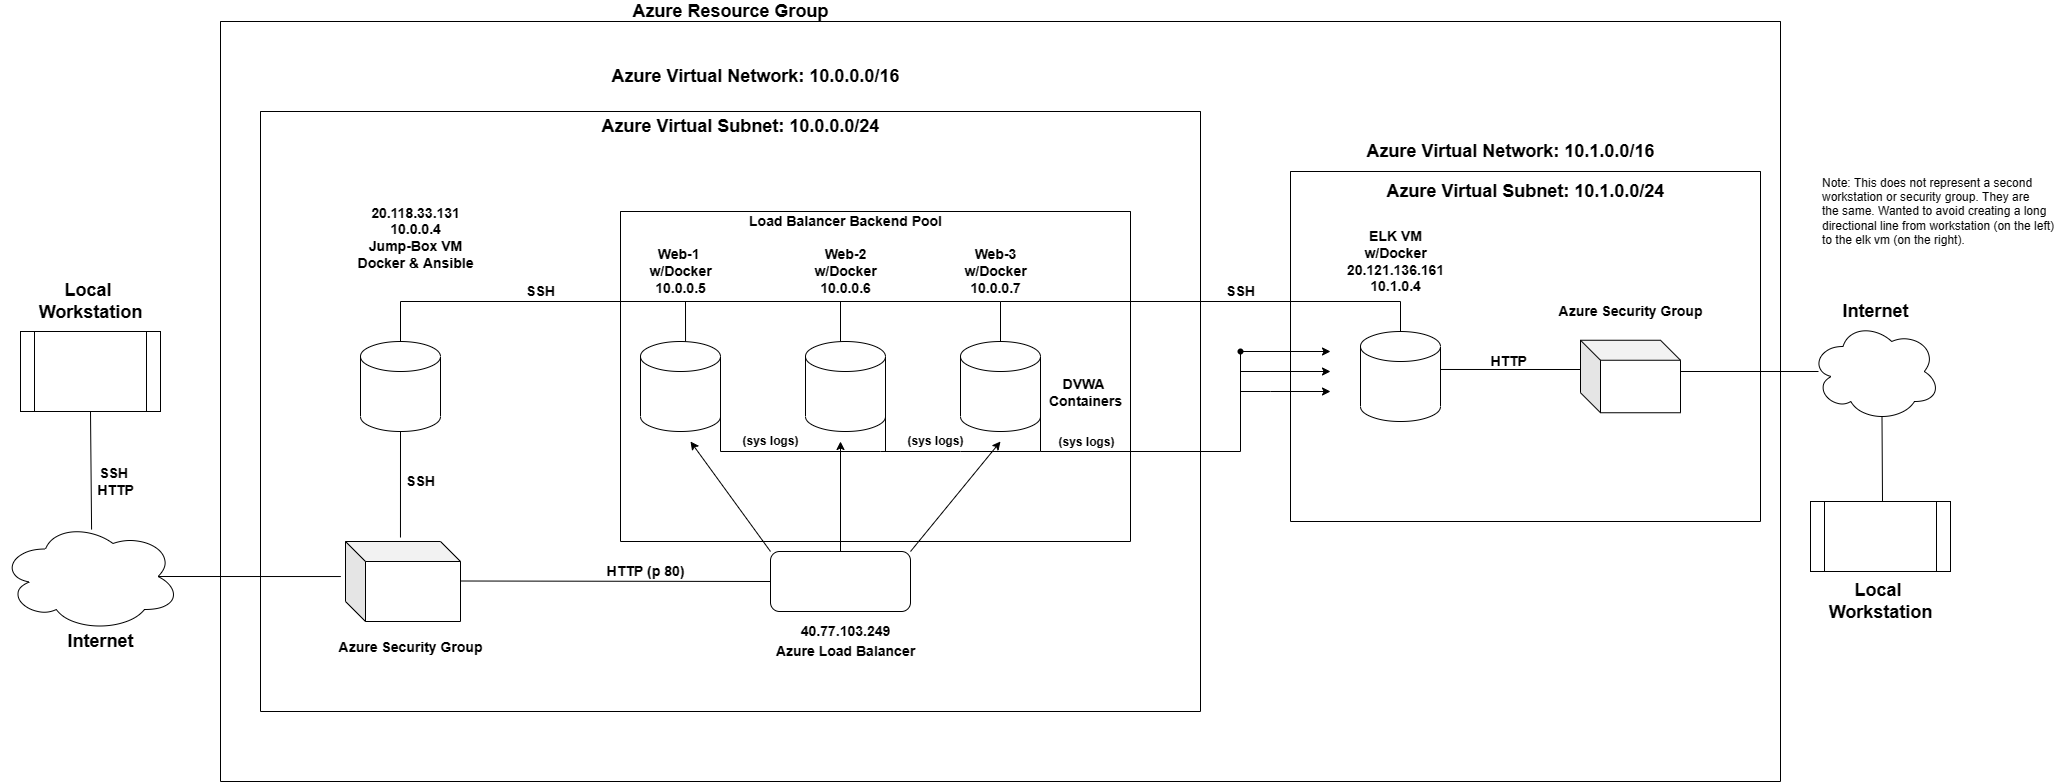 Azure Resource Group
Azure Virtual Network: 10.0.0.0/16
Azure Virtual Subnet: 10.0.0.0/24
Azure Virtual Network: 10.1.0.0/16
Azure Virtual Subnet: 10.1.0.0/24
Note: This does not represent a second
workstation or security group. They are
the same. Wanted to avoid creating a long
directional line from workstation (on the left)
to the elk vm (on the right).
20.118.33.131
10.0.0.4
Jump-Box VM
Docker & Ansible
Load Balancer Backend Pool
Web-1
w/Docker
10.0.0.5
Web-2
w/Docker
10.0.0.6
Web-3
w/Docker
10.0.0.7
ELK VM
w/Docker
20.121.136.161
10.1.0.4
Local
Workstation
SSH
SSH
Azure Security Group
Internet
HTTP
DVWA
Containers
(sys logs)
(sys logs)
(sys logs)
SSH
HTTP
SSH
HTTP (p 80)
Internet
Azure Security Group
40.77.103.249
Azure Load Balancer
Local
Workstation